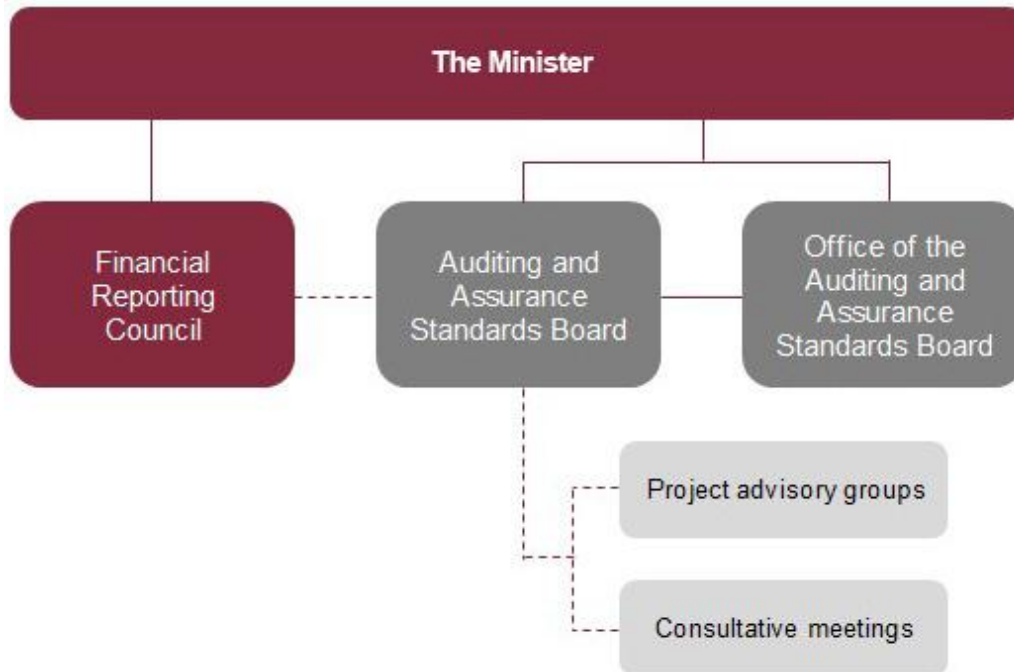 The Minister
Financial
Reporting
Council
Auditing and
Assurance
Standards Board
Office of the
Auditing and
Assurance
Standards Board
Project advisory groups
Consultative meetings